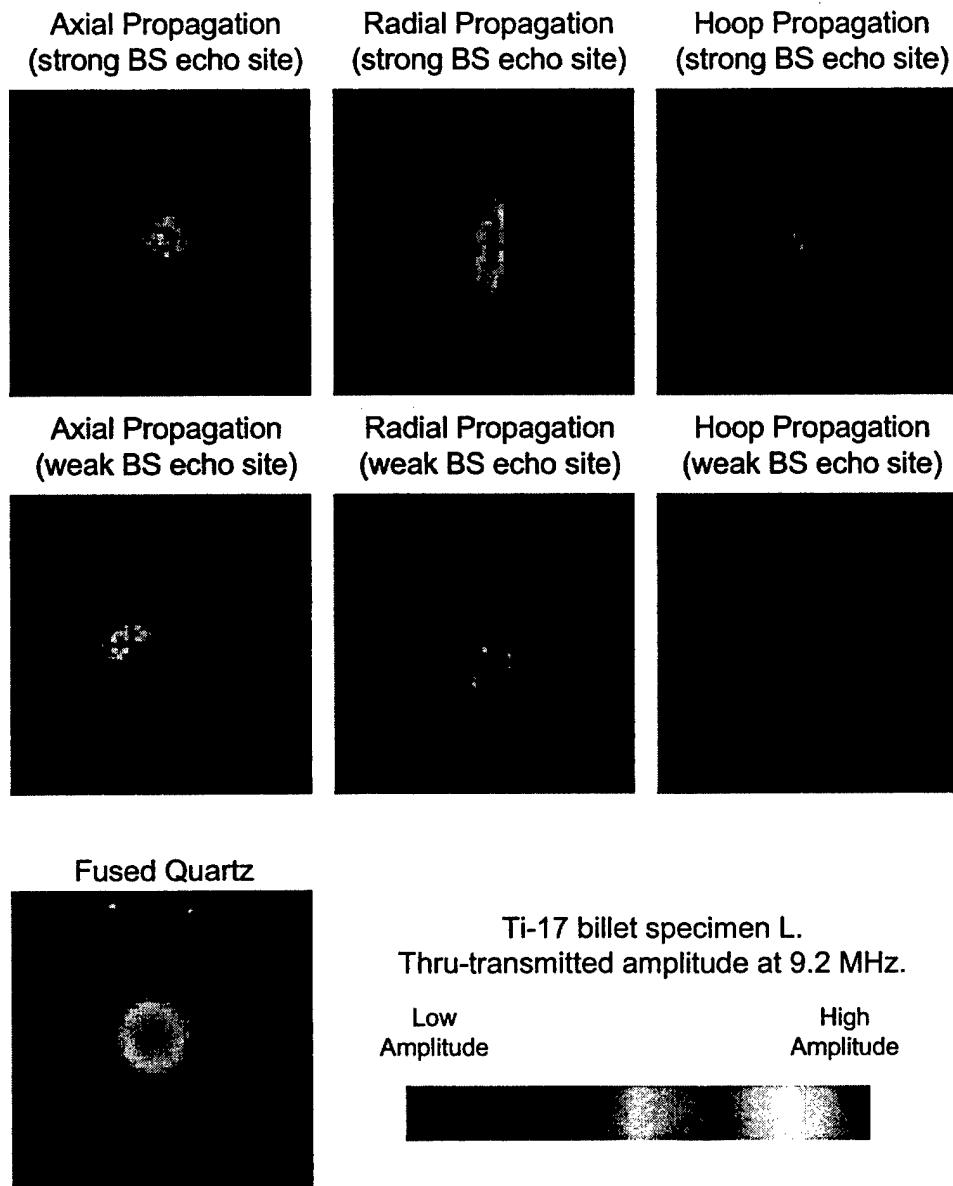 Axial Propagation
(strong BS echo site)
Radial Propagation
(strong BS echo site)
Hoop Propagation
(strong BS echo site)
Axial Propagation
(weak BS echo site)
Radial Propagation
(weak BS echo site)
Hoop Propagation
(weak BS echo site)
Fused Quartz
Ti-17 billet specimen L.
Thru-transmitted amplitude at 9.2 MHz.
Low
Amplitude
High
Amplitude